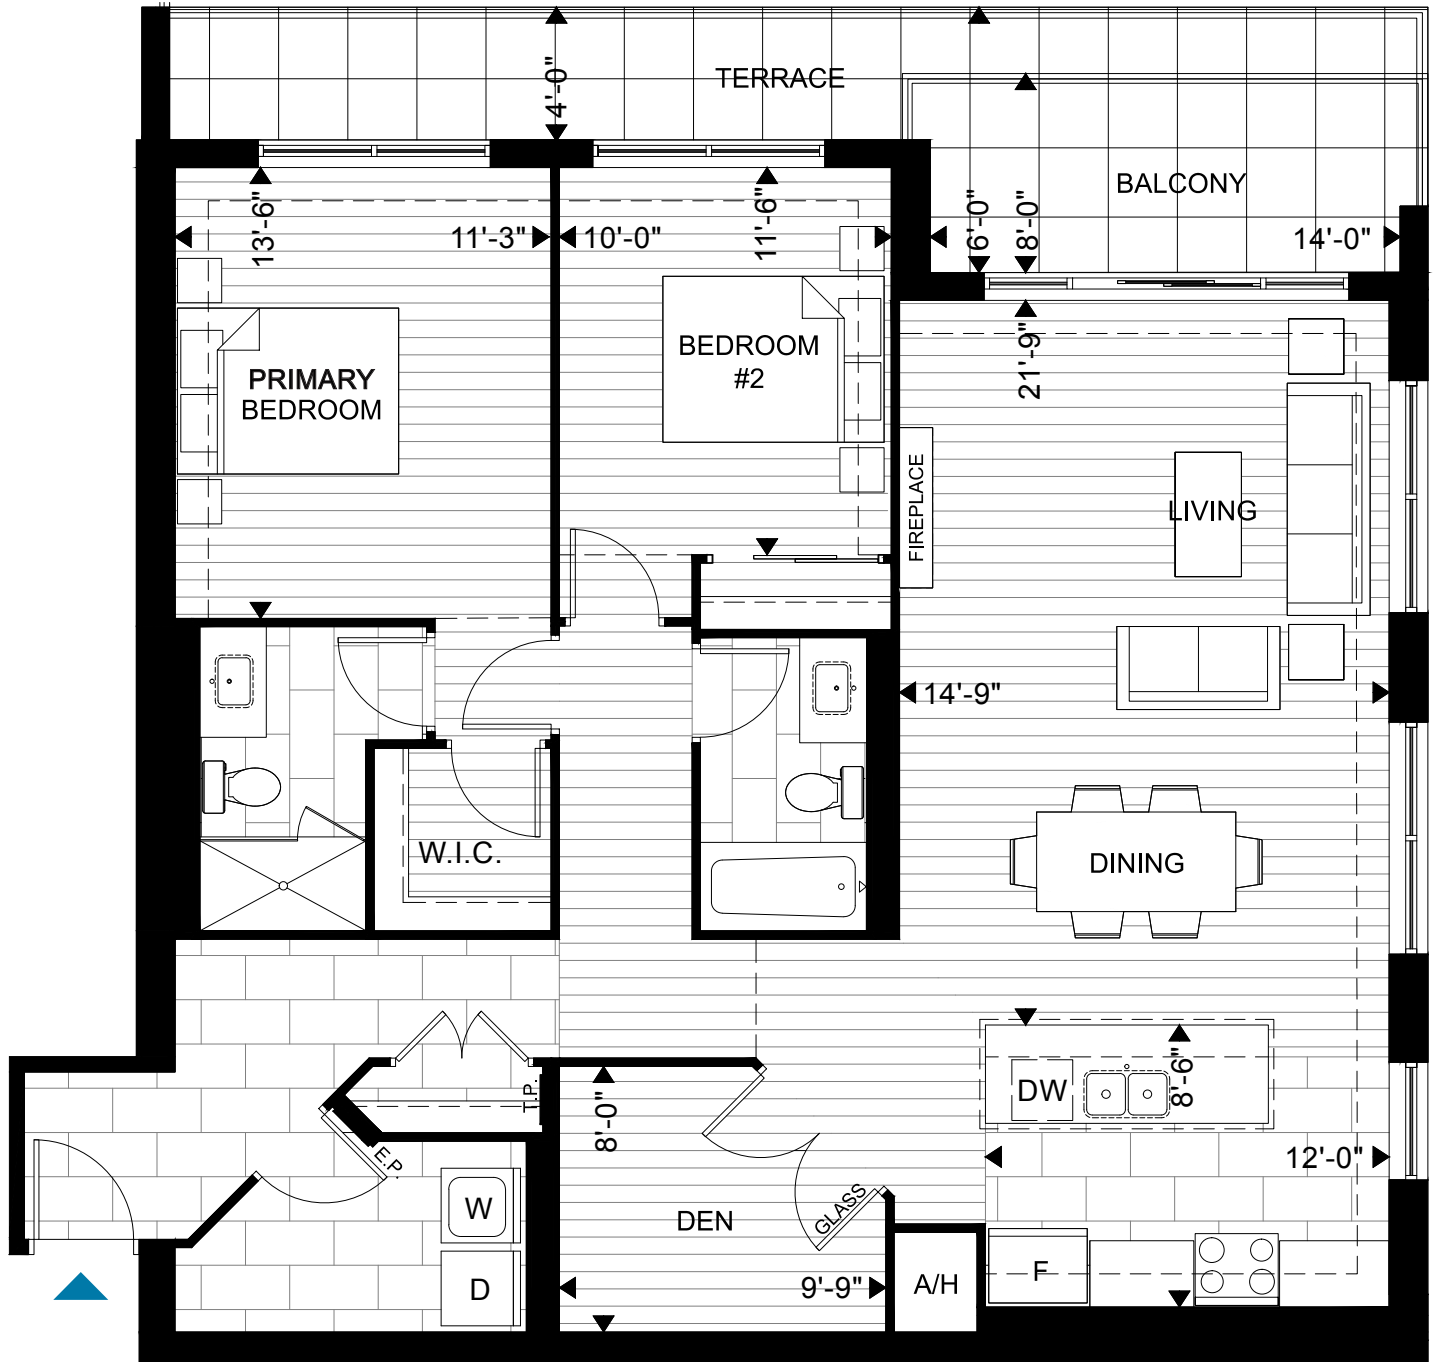 TERRACE
4'-0"
BALCONY
6'-0"
8'-0"
14'-0"
13'-6"
11'-3"
10'-0"
11'-6"
PRIMARY
BEDROOM
BEDROOM
#2
21'-9"
FIREPLACE
LIVING
14'-9"
W.I.C.
DINING
T.P.
E.P.
8'-0"
DW
8'-6"
12'-0"
W
D
DEN
GLASS
9'-9"
A/H
F